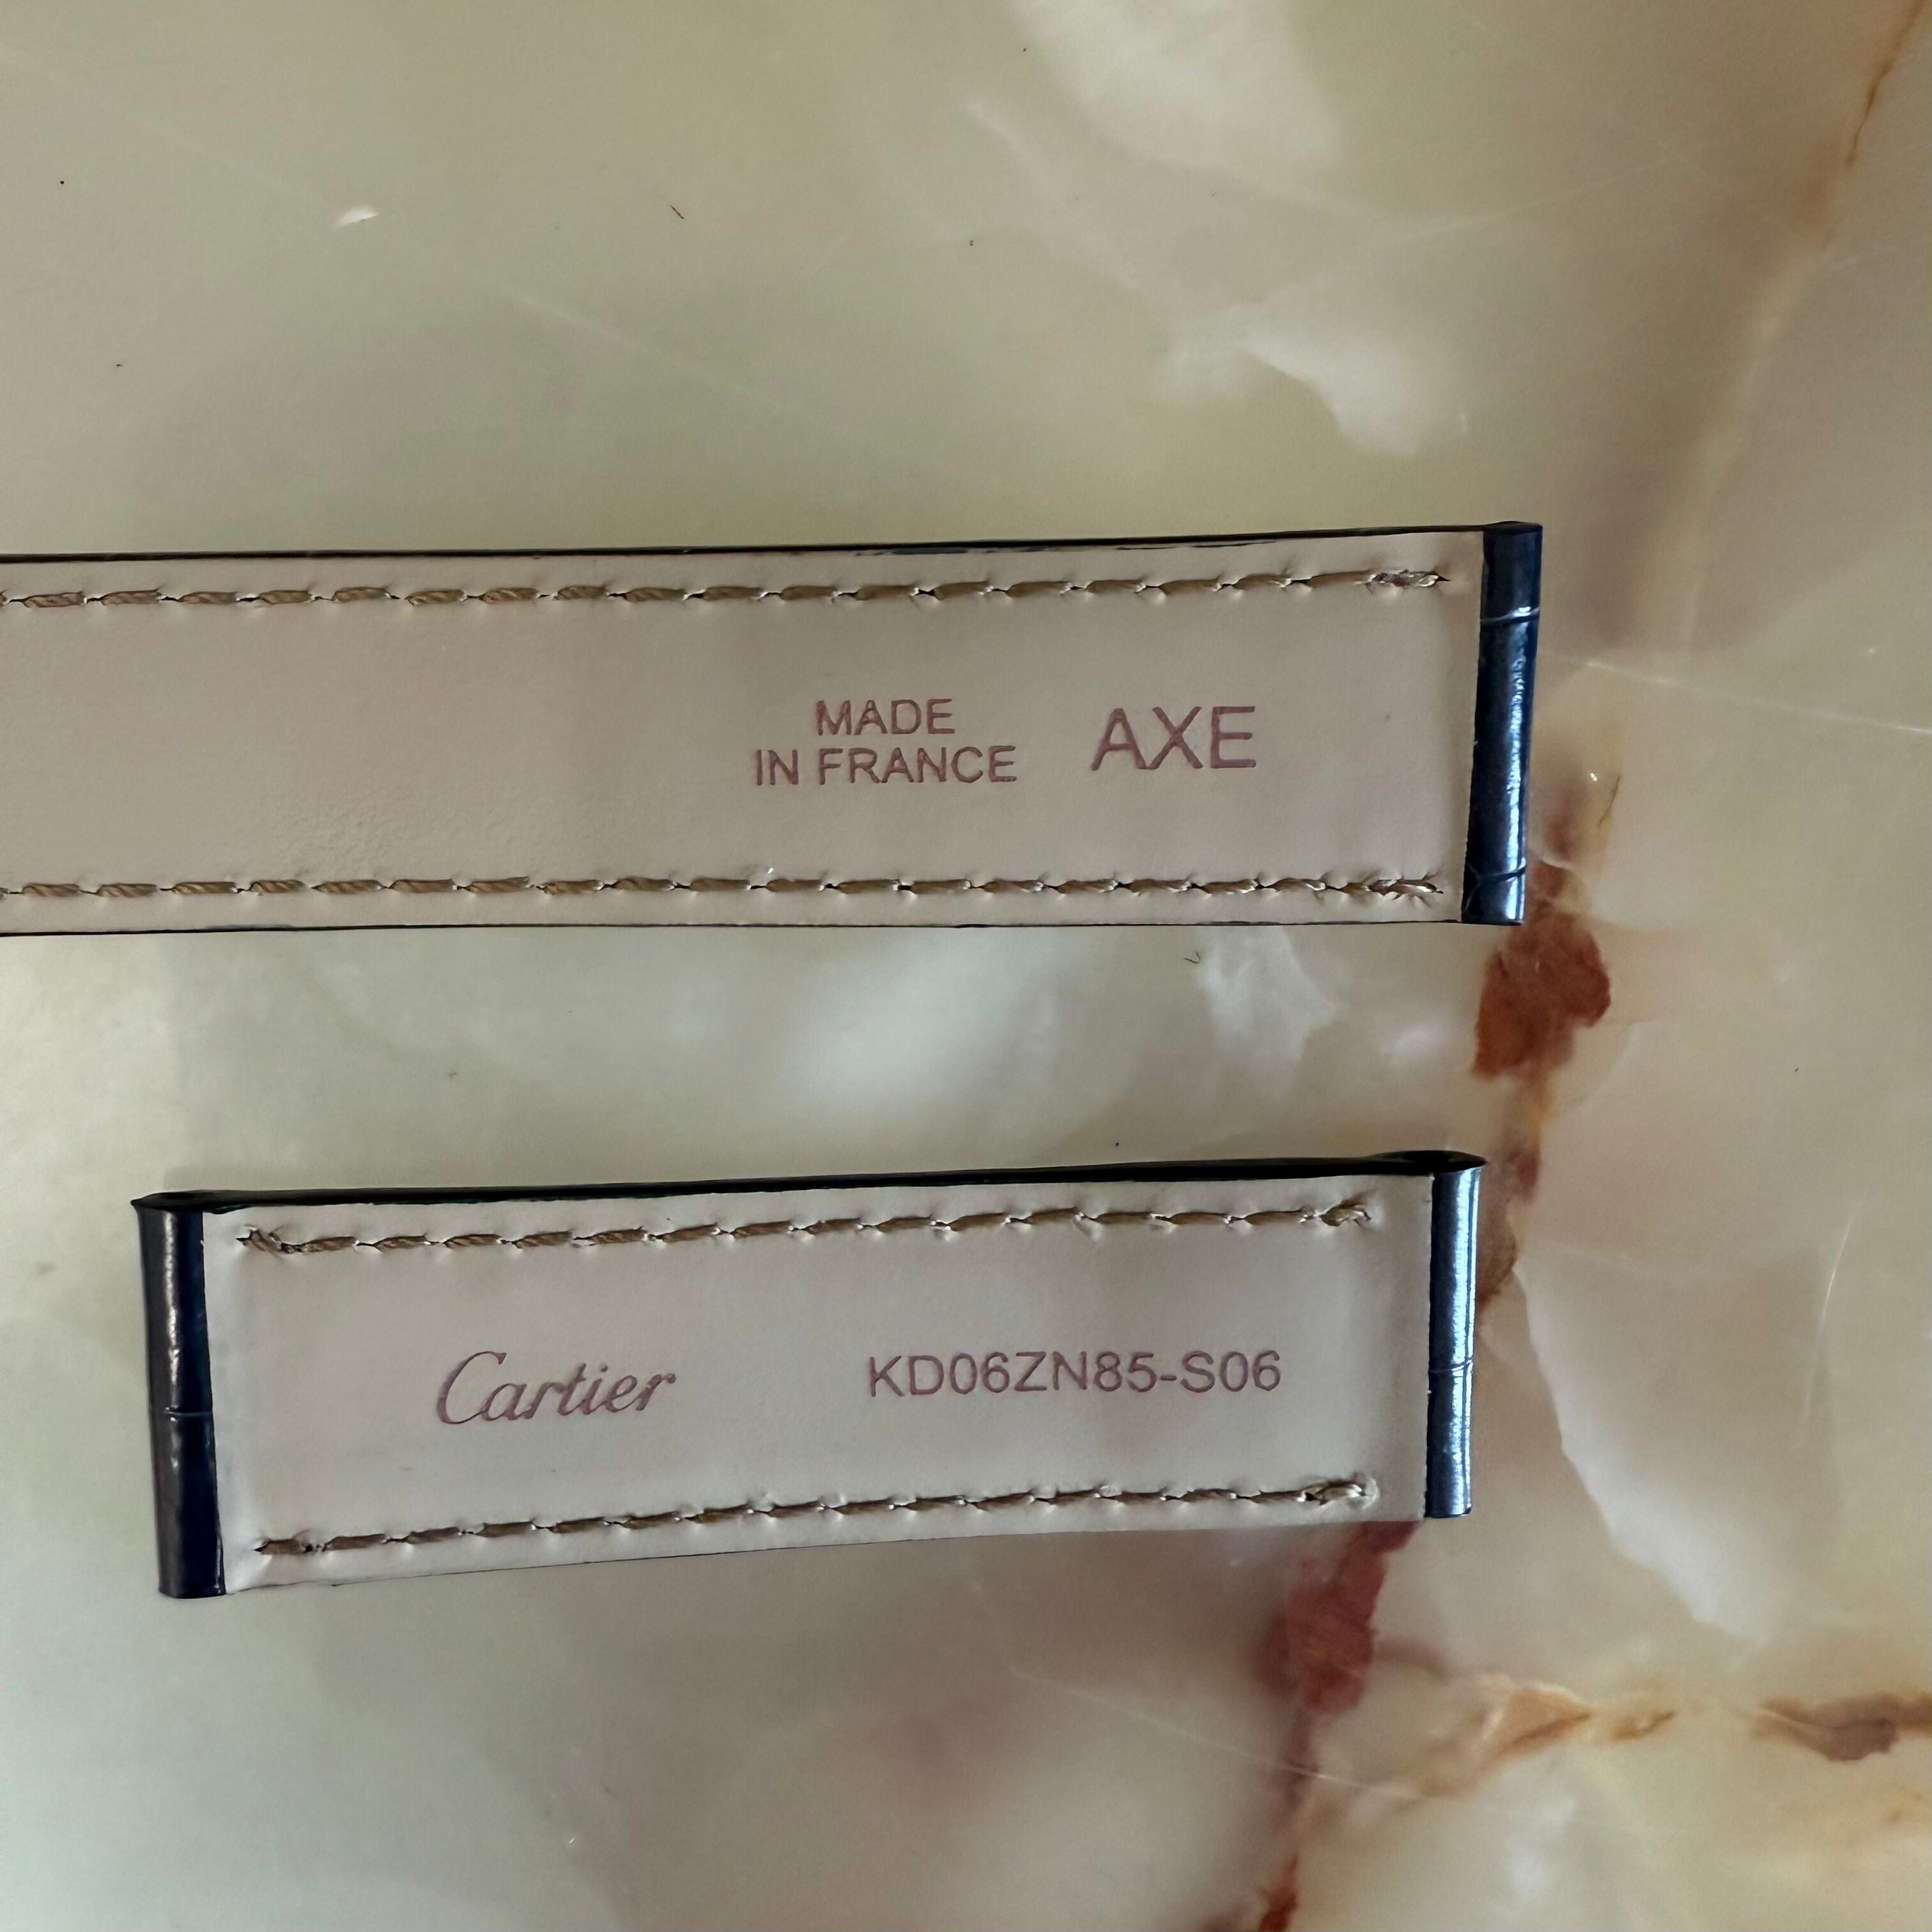 MADE
IN FRANCE
AXE
Cartier
KD06ZN85-S06